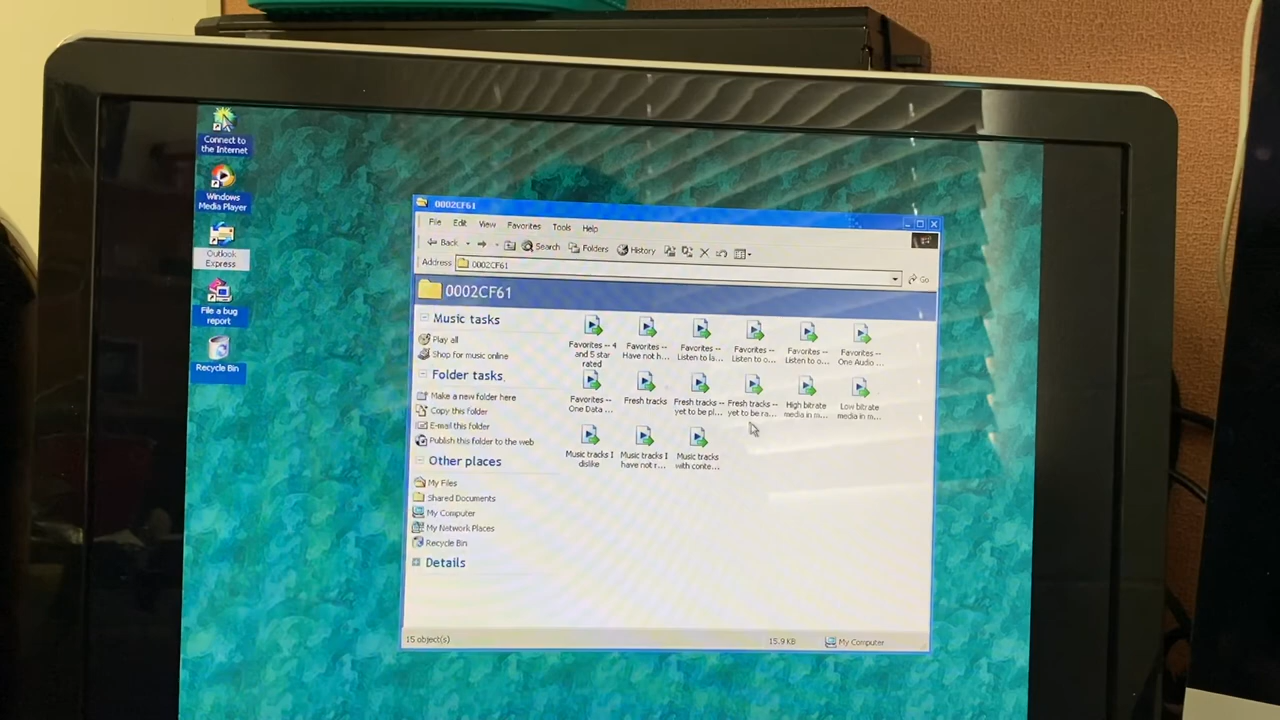 Connect to
the Internet
Windows
Media Player
Outlook
Express
File a bug
report
Recycle Bin
0002CF61
File Edit View Favorites Tools Help
Back Search Folders History
Address 0002CF61 Go
0002CF61
Music tasks
Play all
Shop for music online
Folder tasks
Make a new folder here
Copy this folder
E-mail this folder
Publish this folder to the web
Other places
My Files
Shared Documents
My Computer
My Network Places
Recycle Bin
Details
Favorites -- 4
and 5 star
rated
Favorites --
Have not h...
Favorites --
Listen to la...
Favorites --
Listen to o...
Favorites --
Listen to o...
Favorites --
One Audio ...
Favorites --
One Data ...
Fresh tracks
Fresh tracks --
yet to be pl...
Fresh tracks --
yet to be ra...
High bitrate
media in m...
Low bitrate
media in m...
Music tracks I
dislike
Music tracks I
have not r...
Music tracks
with conte...
15 object(s) 15.9 KB My Computer